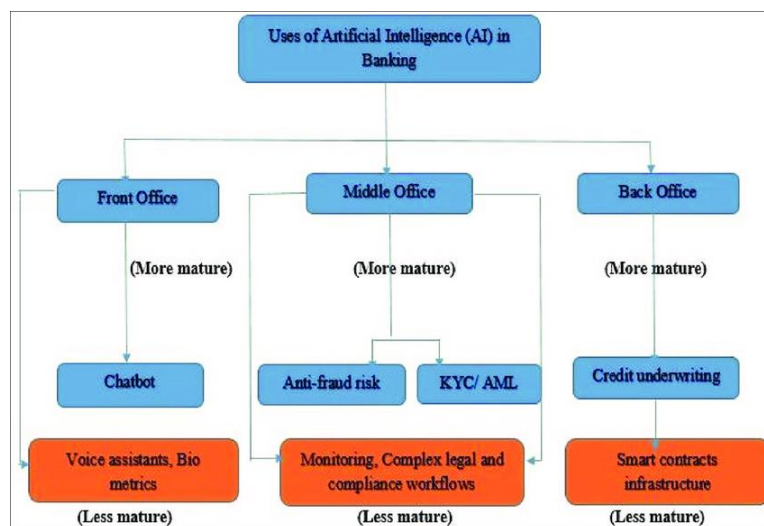 Uses of Artificial Intelligence (AI) in
Banking
Front Office
Middle Office
Back Office
(More mature)
(More mature)
(More mature)
Chatbot
Anti-fraud risk
KYC/ AML
Credit underwriting
Voice assistants, Bio
metrics
Monitoring, Complex legal and
compliance workflows
Smart contracts
infrastructure
(Less mature)
(Less mature)
(Less mature)